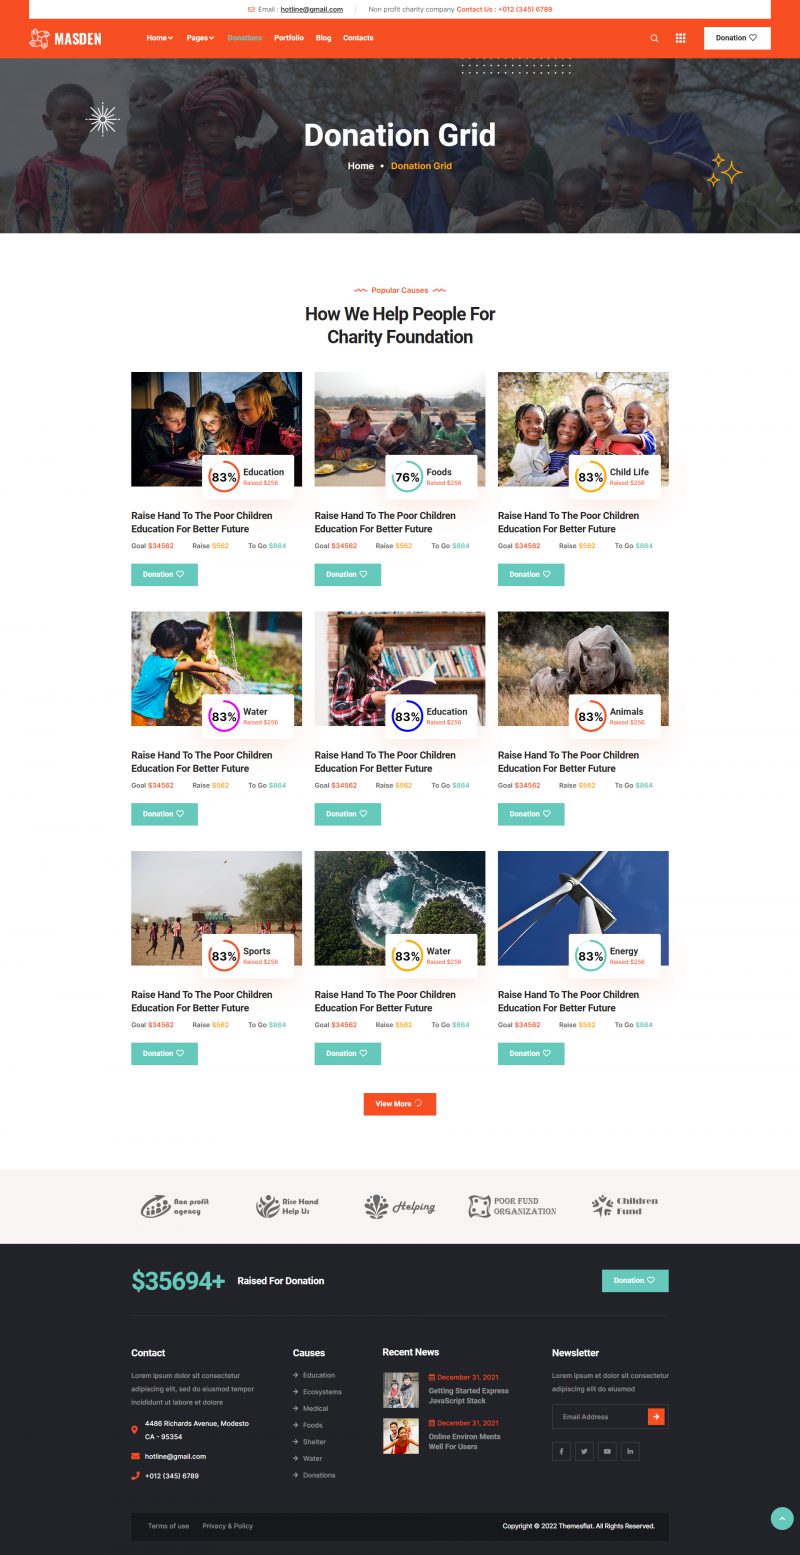 Email : hotline@gmail.com
Non profit charity company Contact Us : +012 (345) 6789
MASDEN
Home Pages Donations Portfolio Blog Contacts
Donation
Donation Grid
Home • Donation Grid
Popular Causes
How We Help People For
Charity Foundation
83% Education
Raised $256
76% Foods
Raised $256
83% Child Life
Raised $256
Raise Hand To The Poor Children
Education For Better Future
Goal $34562 Raise $562 To Go $864
Donation
Raise Hand To The Poor Children
Education For Better Future
Goal $34562 Raise $562 To Go $864
Donation
Raise Hand To The Poor Children
Education For Better Future
Goal $34562 Raise $562 To Go $864
Donation
83% Water
Raised $256
83% Education
Raised $256
83% Animals
Raised $256
Raise Hand To The Poor Children
Education For Better Future
Goal $34562 Raise $562 To Go $864
Donation
Raise Hand To The Poor Children
Education For Better Future
Goal $34562 Raise $562 To Go $864
Donation
Raise Hand To The Poor Children
Education For Better Future
Goal $34562 Raise $562 To Go $864
Donation
83% Sports
Raised $256
83% Water
Raised $256
83% Energy
Raised $256
Raise Hand To The Poor Children
Education For Better Future
Goal $34562 Raise $562 To Go $864
Donation
Raise Hand To The Poor Children
Education For Better Future
Goal $34562 Raise $562 To Go $864
Donation
Raise Hand To The Poor Children
Education For Better Future
Goal $34562 Raise $562 To Go $864
Donation
View More
Non profit
agency
Rise Hand
Help Us
Helping
POOR FUND
ORGANIZATION
Children
Fund
$35694+ Raised For Donation
Donation
Contact
Lorem ipsum dolor sit consectetur
adipiscing elit, sed do eiusmod tempor
incididunt ut labore et dolore
4486 Richards Avenue, Modesto
CA - 95354
hotline@gmail.com
+012 (345) 6789
Causes
Education
Ecosystems
Medical
Foods
Shelter
Water
Donations
Recent News
December 31, 2021
Getting Started Express
JavaScript Stack
December 31, 2021
Online Environ Ments
Well For Users
Newsletter
Lorem ipsum et dolor sit consectetur
adipiscing elit do eiusmod
Email Address
Terms of use Privacy & Policy
Copyright © 2022 Themesflat. All Rights Reserved.